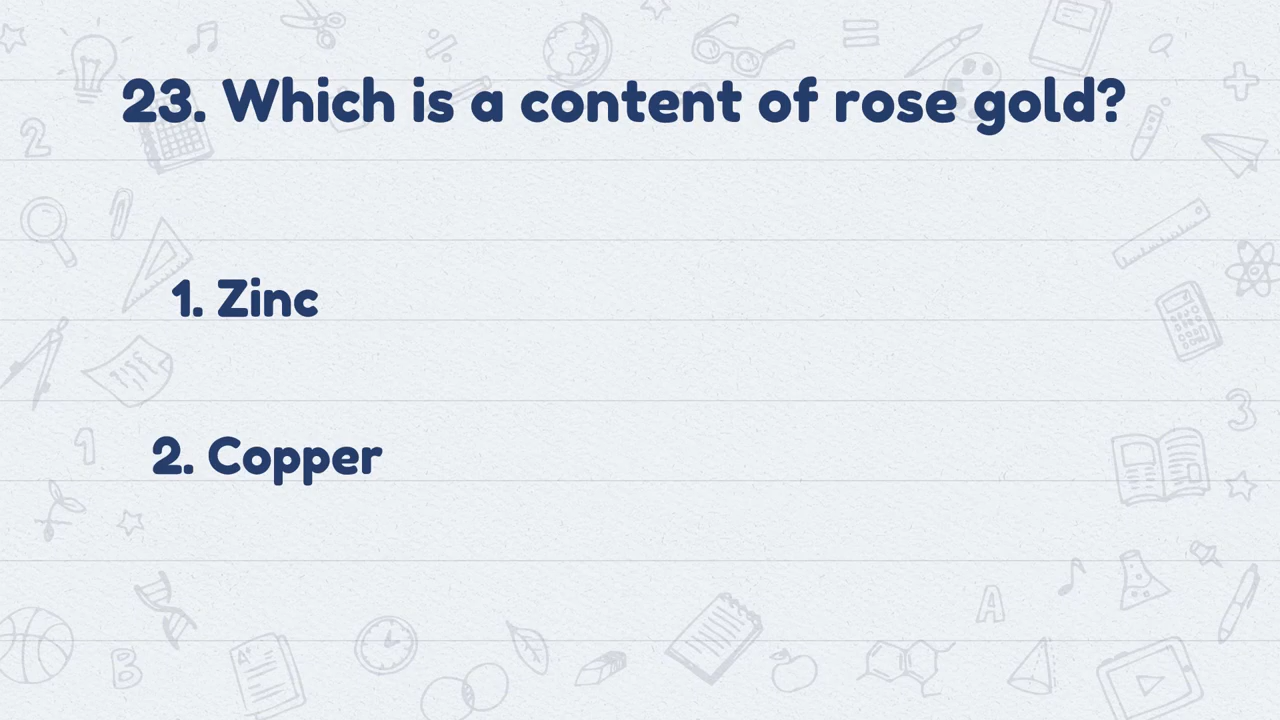 23. Which is a content of rose gold?
1. Zinc
2. Copper